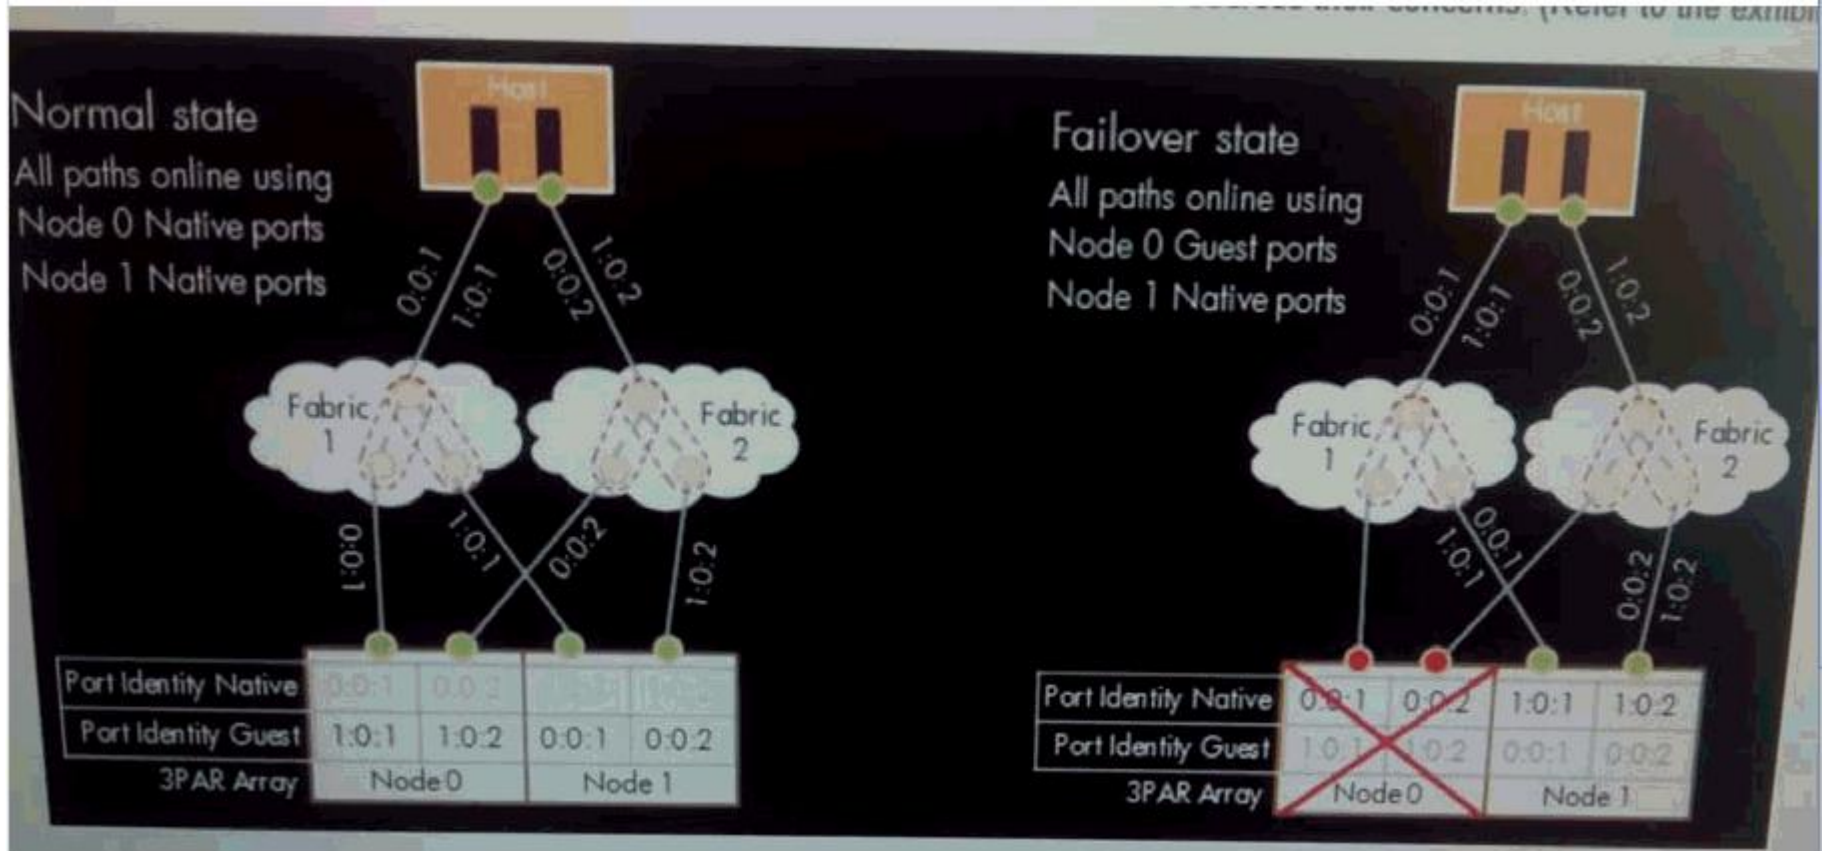 their concerns. (Refer to the
Normal state
All paths online using
Node 0 Native ports
Node 1 Native ports
Host
0:0:1
1:0:1
0:0:2
1:0:2
Fabric
1
Fabric
2
0:0:1
1:0:1
0:0:2
1:0:2
Port Identity Native 0:0:1 0:0:2
Port Identity Guest 1:0:1 1:0:2 0:0:1 0:0:2
3PAR Array Node 0 Node 1
Failover state
All paths online using
Node 0 Guest ports
Node 1 Native ports
Host
0:0:1
1:0:1
0:0:2
1:0:2
Fabric
1
Fabric
2
0:0:1
1:0:1
0:0:2
1:0:2
Port Identity Native 0:0:1 0:0:2 1:0:1 1:0:2
Port Identity Guest 1:0:1 1:0:2 0:0:1 0:0:2
3PAR Array Node 0 Node 1